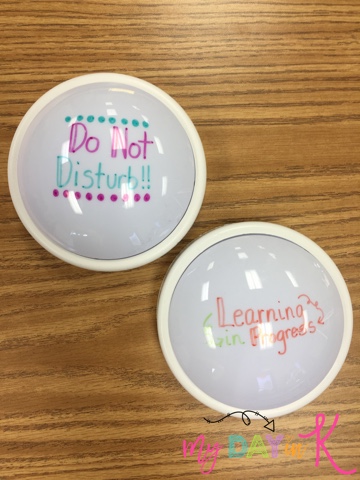 Do Not
Disturb!!
Learning
in Progress
My DAY in K